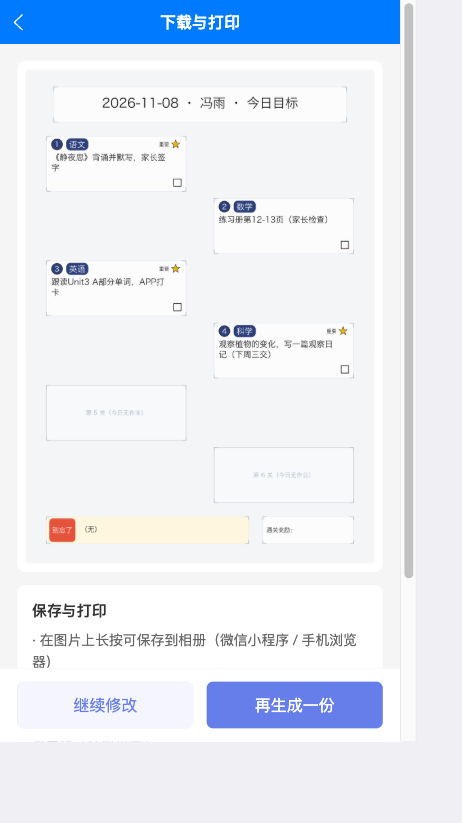 下载与打印
2026-11-08 · 冯雨 · 今日目标
1 语文 重要
《静夜思》背诵并默写，家长签
字
2 数学
练习册第12-13页（家长检查）
3 英语 重要
跟读Unit3 A部分单词，APP打
卡
4 科学 重要
观察植物的变化，写一篇观察日
记（下周三交）
第 5 关（今日无作业）
第 6 关（今日无作业）
别忘了 （无）
通关奖励：
保存与打印
· 在图片上长按可保存到相册（微信小程序 / 手机浏览
器）
继续修改
再生成一份